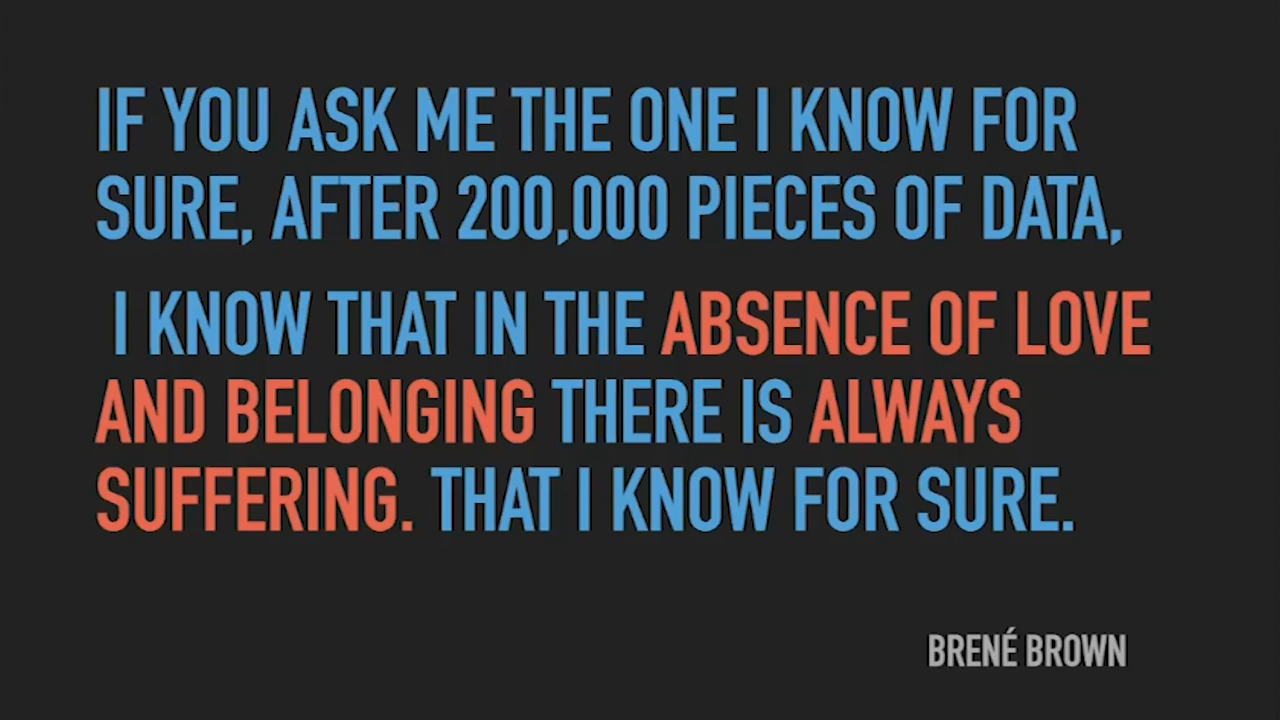 IF YOU ASK ME THE ONE I KNOW FOR
SURE, AFTER 200,000 PIECES OF DATA,
I KNOW THAT IN THE ABSENCE OF LOVE
AND BELONGING THERE IS ALWAYS
SUFFERING. THAT I KNOW FOR SURE.
BRENÉ BROWN